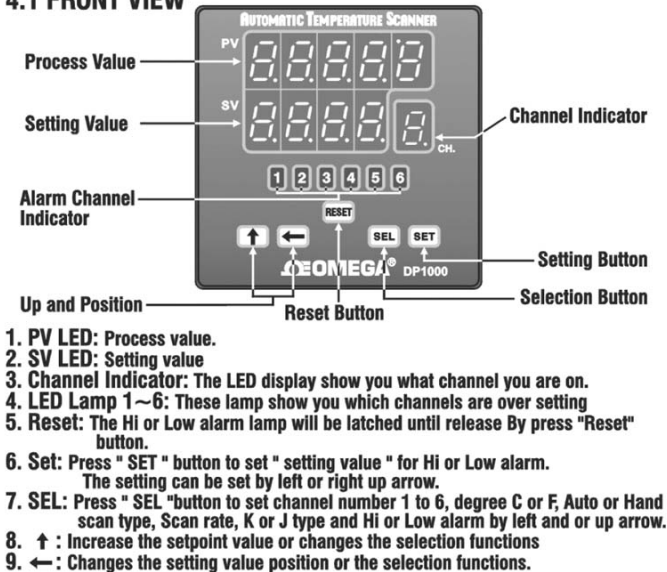 4.1 FRONT VIEW
AUTOMATIC TEMPERATURE SCANNER
PV
Process Value
SV
Setting Value
Channel Indicator
CH.
1 2 3 4 5 6
Alarm Channel
Indicator
RESET
SEL SET
Setting Button
OMEGA® DP1000
Selection Button
Up and Position
Reset Button
1. PV LED: Process value.
2. SV LED: Setting value
3. Channel Indicator: The LED display show you what channel you are on.
4. LED Lamp 1~6: These lamp show you which channels are over setting
5. Reset: The Hi or Low alarm lamp will be latched until release By press "Reset"
button.
6. Set: Press " SET " button to set " setting value " for Hi or Low alarm.
The setting can be set by left or right up arrow.
7. SEL: Press " SEL "button to set channel number 1 to 6, degree C or F, Auto or Hand
scan type, Scan rate, K or J type and Hi or Low alarm by left and or up arrow.
8. ↑ : Increase the setpoint value or changes the selection functions
9. ← : Changes the setting value position or the selection functions.